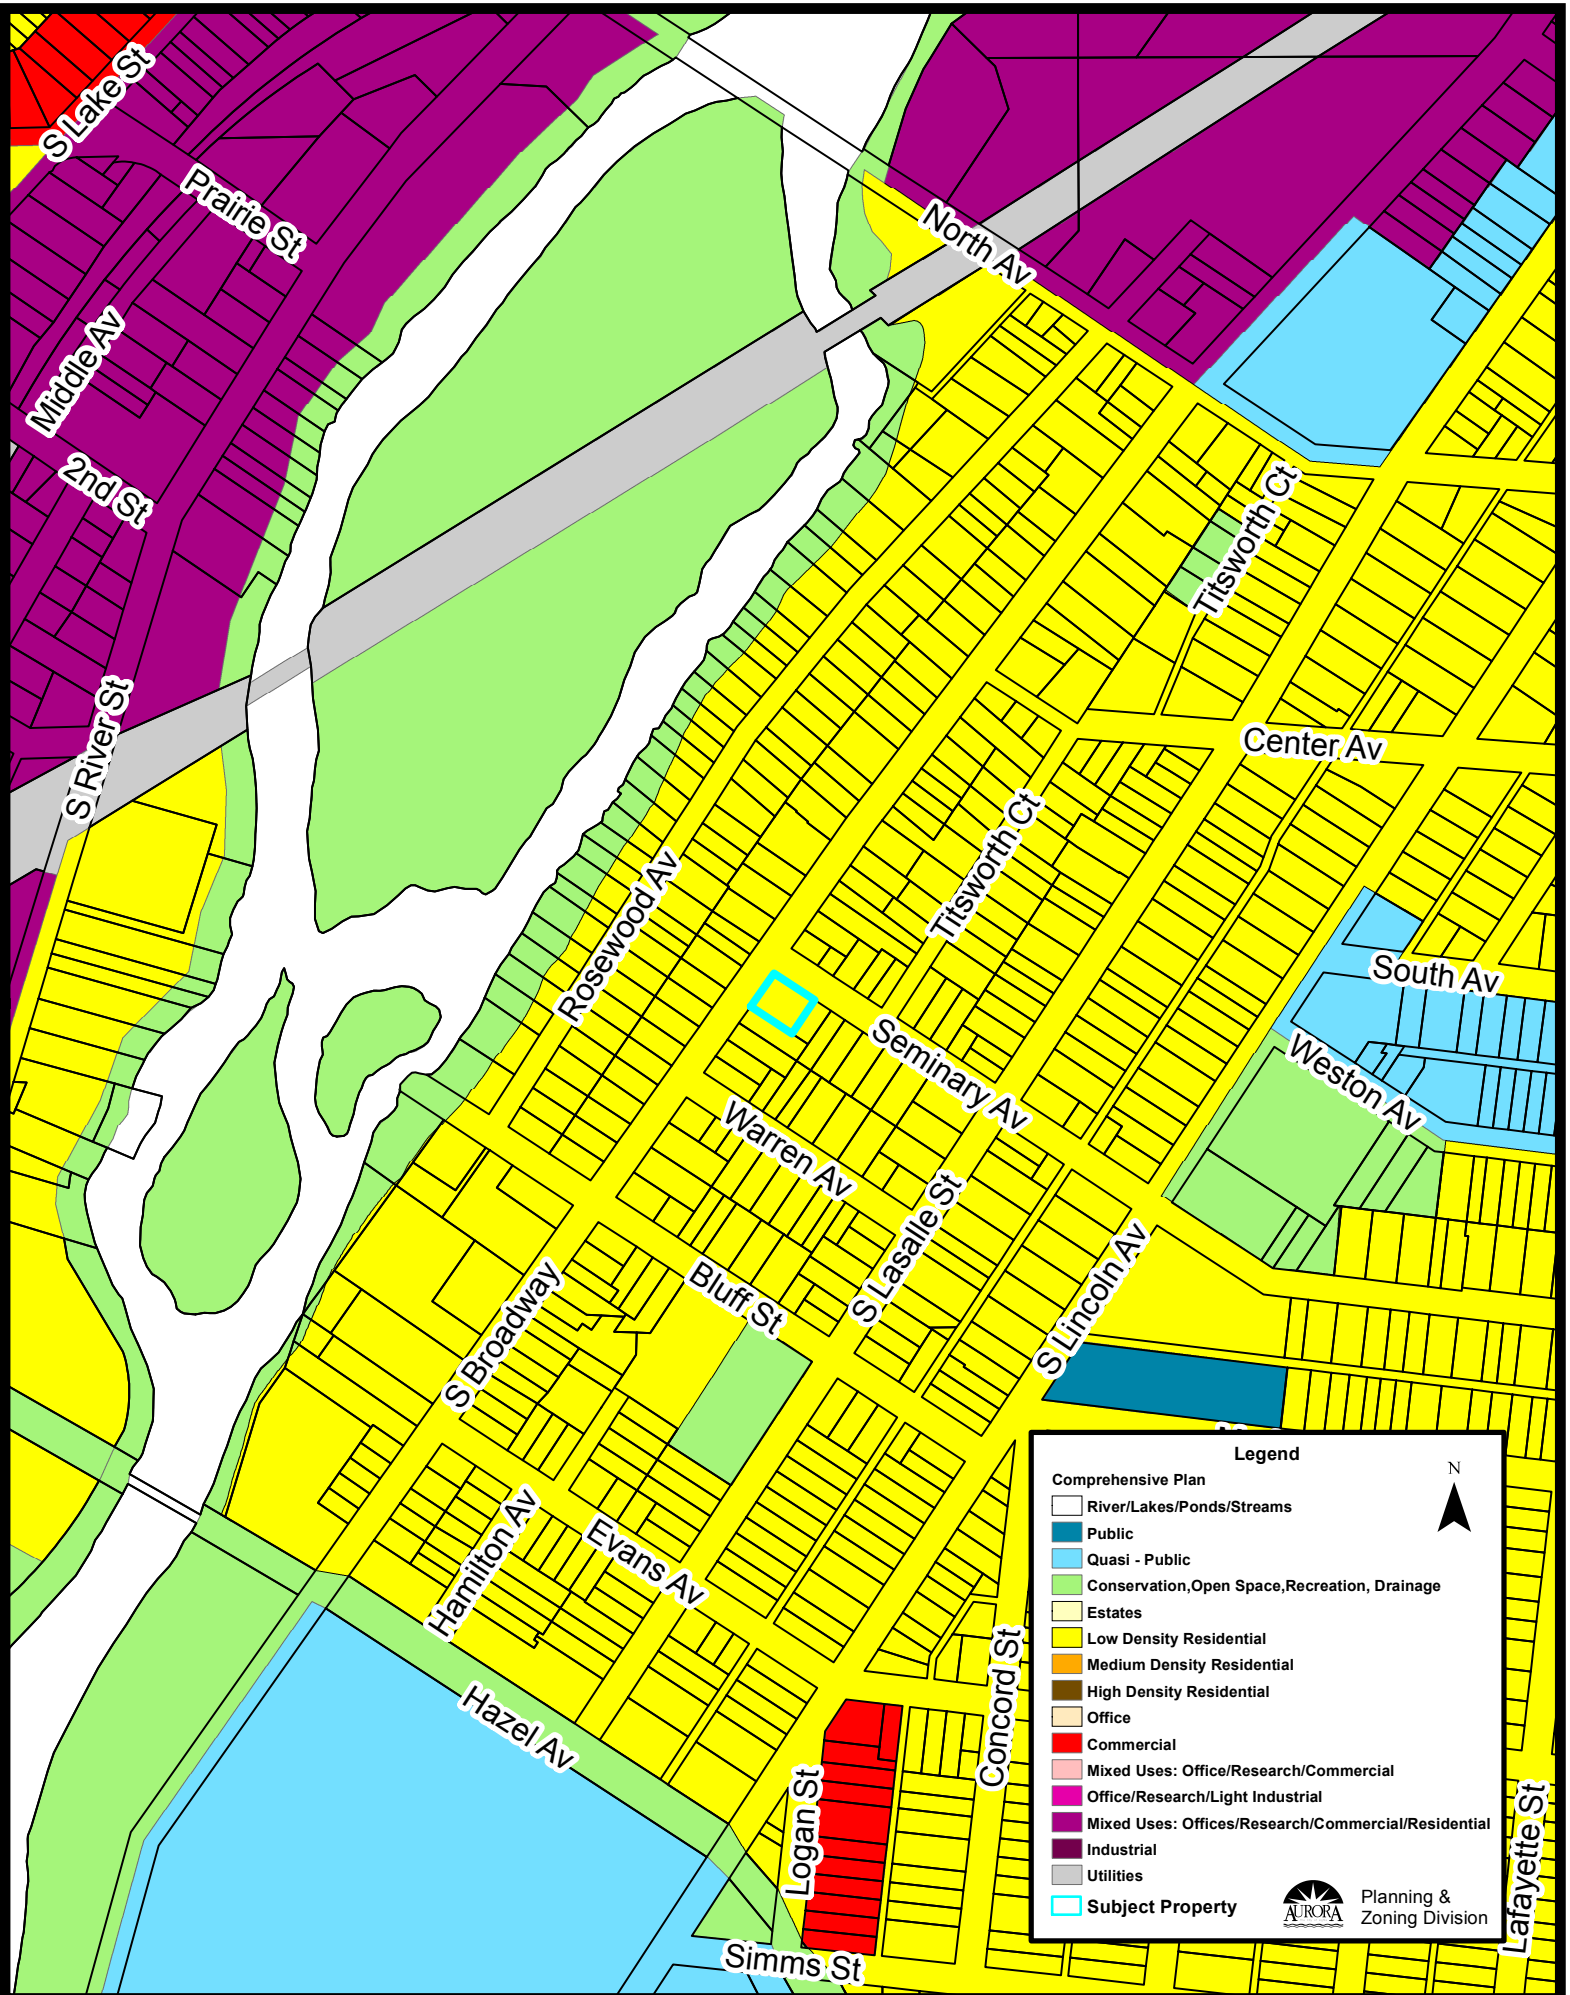 S Lake St
Prairie St
North Av
Middle Av
2nd St
Titsworth Ct
S River St
Center Av
Titsworth Ct
Rosewood Av
South Av
Seminary Av
Weston Av
Warren Av
S Lasalle St
Bluff St
S Lincoln Av
S Broadway
Hamilton Av
Evans Av
Hazel Av
Concord St
Logan St
Lafayette St
Simms St
Legend
Comprehensive Plan
N
River/Lakes/Ponds/Streams
Public
Quasi - Public
Conservation,Open Space,Recreation, Drainage
Estates
Low Density Residential
Medium Density Residential
High Density Residential
Office
Commercial
Mixed Uses: Office/Research/Commercial
Office/Research/Light Industrial
Mixed Uses: Offices/Research/Commercial/Residential
Industrial
Utilities
Subject Property
AURORA
Planning &
Zoning Division